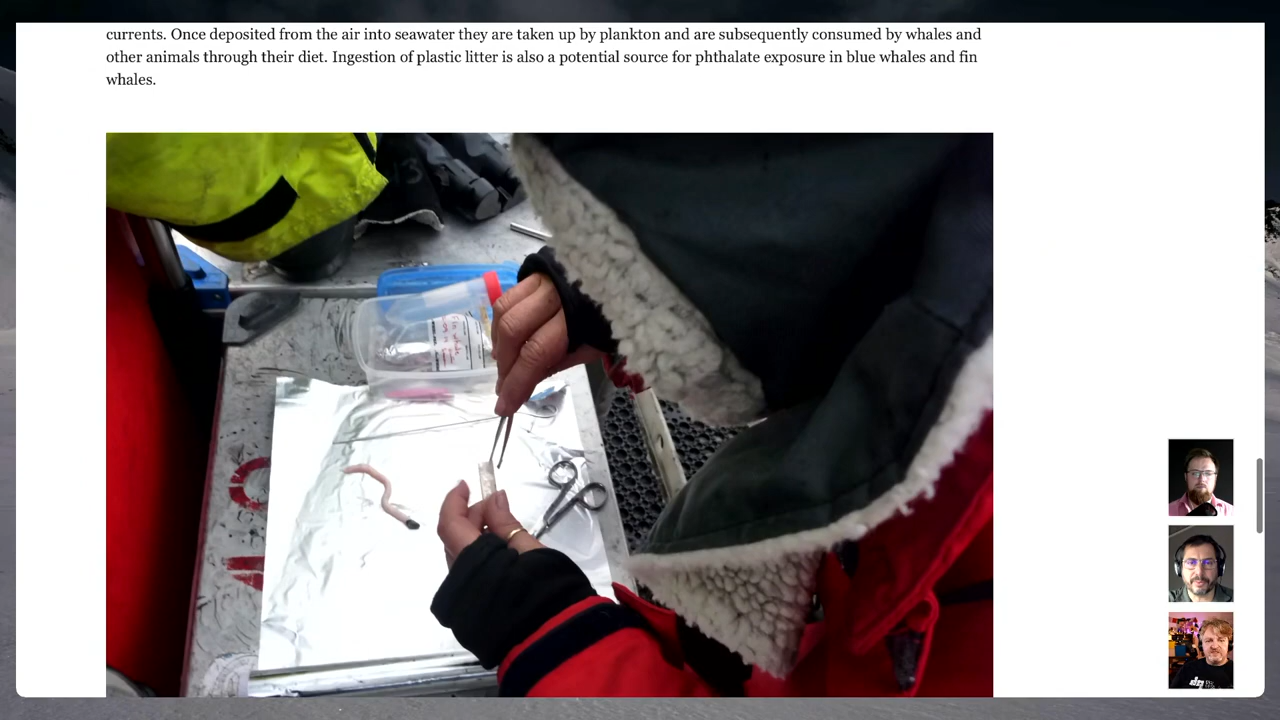 currents. Once deposited from the air into seawater they are taken up by plankton and are subsequently consumed by whales and
other animals through their diet. Ingestion of plastic litter is also a potential source for phthalate exposure in blue whales and fin
whales.